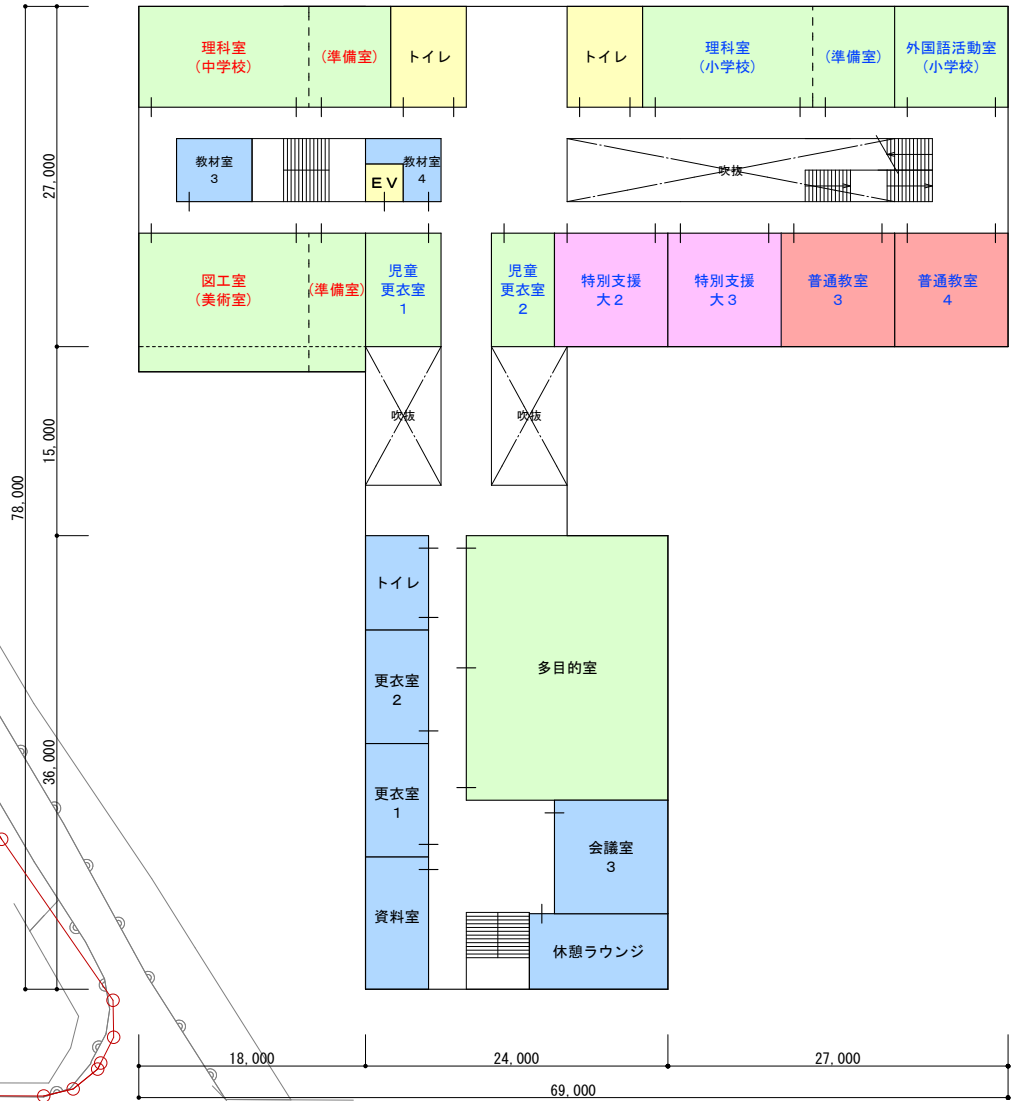 理科室
(中学校)
(準備室)
トイレ
トイレ
理科室
(小学校)
(準備室)
外国語活動室
(小学校)
27,000
教材室
3
教材室
4
EV
吹抜
図工室
(美術室)
(準備室)
児童
更衣室
1
児童
更衣室
2
特別支援
大2
特別支援
大3
普通教室
3
普通教室
4
吹抜
吹抜
15,000
78,000
トイレ
更衣室
2
多目的室
36,000
更衣室
1
会議室
3
資料室
休憩ラウンジ
18,000
24,000
27,000
69,000